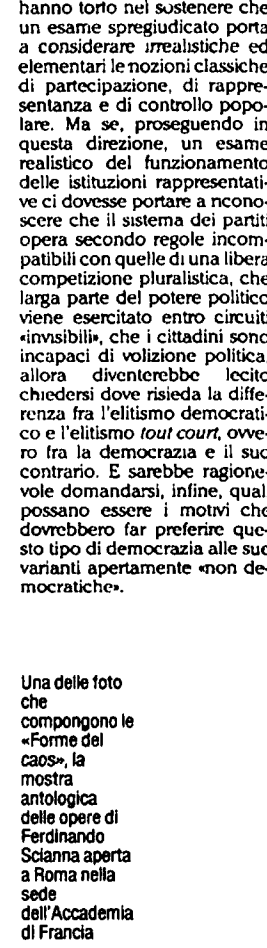 hanno torto nel sostenere che
un esame spregiudicato porta
a considerare irrealistiche ed
elementari le nozioni classiche
di partecipazione, di rappre-
sentanza e di controllo popo-
lare. Ma se, proseguendo in
questa direzione, un esame
realistico del funzionamento
delle istituzioni rappresentati-
ve ci dovesse portare a ricono-
scere che il sistema dei partiti
opera secondo regole incom-
patibili con quelle di una libera
competizione pluralistica, che
larga parte del potere politico
viene esercitato entro circuiti
«invisibili», che i cittadini sono
incapaci di volizione politica,
allora diventerebbe lecito
chiedersi dove risieda la diffe-
renza fra l'elitismo democrati-
co e l'elitismo tout court, ovve-
ro fra la democrazia e il suo
contrario. E sarebbe ragione-
vole domandarsi, infine, quali
possano essere i motivi che
dovrebbero far preferire que-
sto tipo di democrazia alle sue
varianti apertamente «non de-
mocratiche».
Una delle foto
che
compongono le
«Forme del
caos», la
mostra
antologica
delle opere di
Ferdinando
Scianna aperta
a Roma nella
sede
dell'Accademia
di Francia